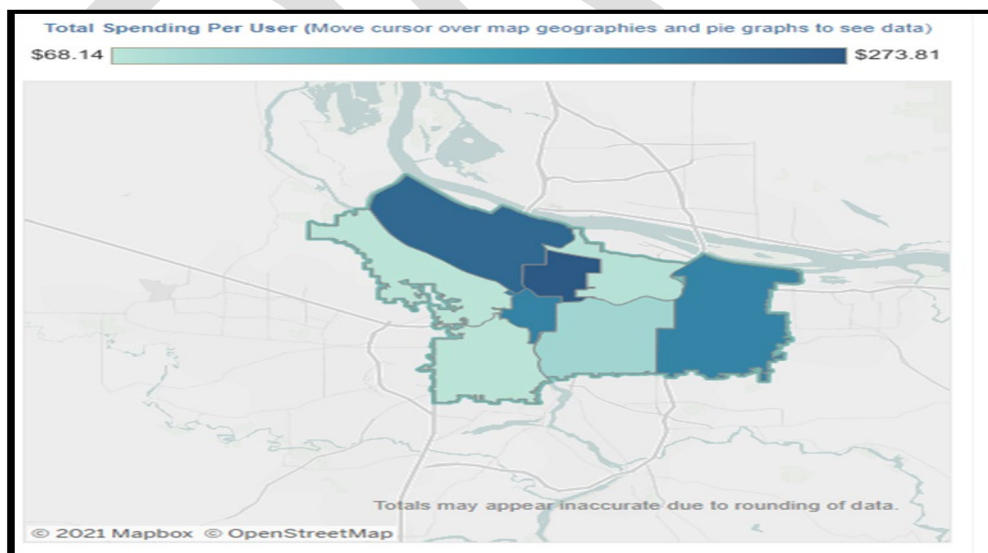 Total Spending Per User (Move cursor over map geographies and pie graphs to see data)
$68.14 $273.81
Totals may appear inaccurate due to rounding of data.
© 2021 Mapbox © OpenStreetMap